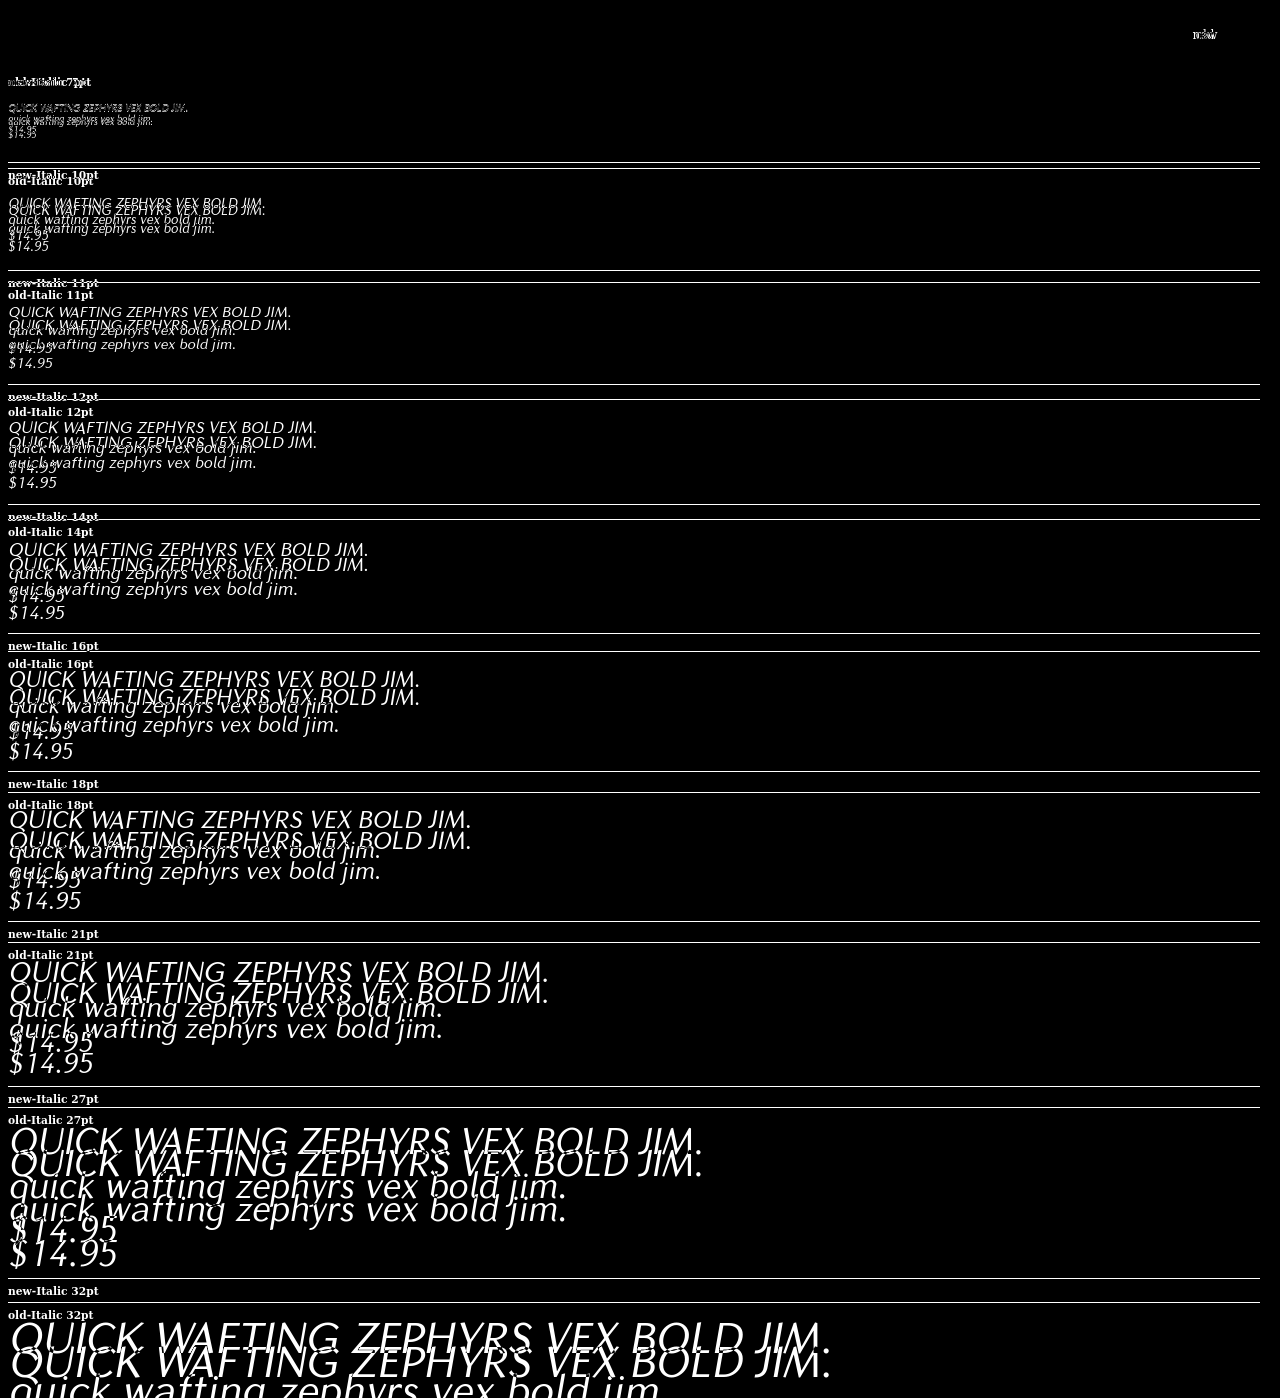 QUICK WAFTING ZEPHYRS VEX BOLD JIM.
quick wafting zephyrs vex bold jim.
$14.95
$14.95
new-Italic 10pt
old-Italic 10pt
QUICK WAFTING ZEPHYRS VEX BOLD JIM.
QUICK WAFTING ZEPHYRS VEX BOLD JIM.
quick wafting zephyrs vex bold jim.
quick wafting zephyrs vex bold jim.
$14.95
$14.95
new-Italic 11pt
old-Italic 11pt
QUICK WAFTING ZEPHYRS VEX BOLD JIM.
QUICK WAFTING ZEPHYRS VEX BOLD JIM.
quick wafting zephyrs vex bold jim.
quick wafting zephyrs vex bold jim.
$14.95
$14.95
new-Italic 12pt
old-Italic 12pt
QUICK WAFTING ZEPHYRS VEX BOLD JIM.
QUICK WAFTING ZEPHYRS VEX BOLD JIM.
quick wafting zephyrs vex bold jim.
quick wafting zephyrs vex bold jim.
$14.95
$14.95
new-Italic 14pt
old-Italic 14pt
QUICK WAFTING ZEPHYRS VEX BOLD JIM.
QUICK WAFTING ZEPHYRS VEX BOLD JIM.
quick wafting zephyrs vex bold jim.
quick wafting zephyrs vex bold jim.
$14.95
$14.95
new-Italic 16pt
old-Italic 16pt
QUICK WAFTING ZEPHYRS VEX BOLD JIM.
QUICK WAFTING ZEPHYRS VEX BOLD JIM.
quick wafting zephyrs vex bold jim.
quick wafting zephyrs vex bold jim.
$14.95
$14.95
new-Italic 18pt
old-Italic 18pt
QUICK WAFTING ZEPHYRS VEX BOLD JIM.
QUICK WAFTING ZEPHYRS VEX BOLD JIM.
quick wafting zephyrs vex bold jim.
quick wafting zephyrs vex bold jim.
$14.95
$14.95
new-Italic 21pt
old-Italic 21pt
QUICK WAFTING ZEPHYRS VEX BOLD JIM.
QUICK WAFTING ZEPHYRS VEX BOLD JIM.
quick wafting zephyrs vex bold jim.
quick wafting zephyrs vex bold jim.
$14.95
$14.95
new-Italic 27pt
old-Italic 27pt
QUICK WAFTING ZEPHYRS VEX BOLD JIM.
QUICK WAFTING ZEPHYRS VEX BOLD JIM.
quick wafting zephyrs vex bold jim.
quick wafting zephyrs vex bold jim.
$14.95
$14.95
new-Italic 32pt
old-Italic 32pt
QUICK WAFTING ZEPHYRS VEX BOLD JIM.
QUICK WAFTING ZEPHYRS VEX BOLD JIM.
quick wafting zephyrs vex bold jim